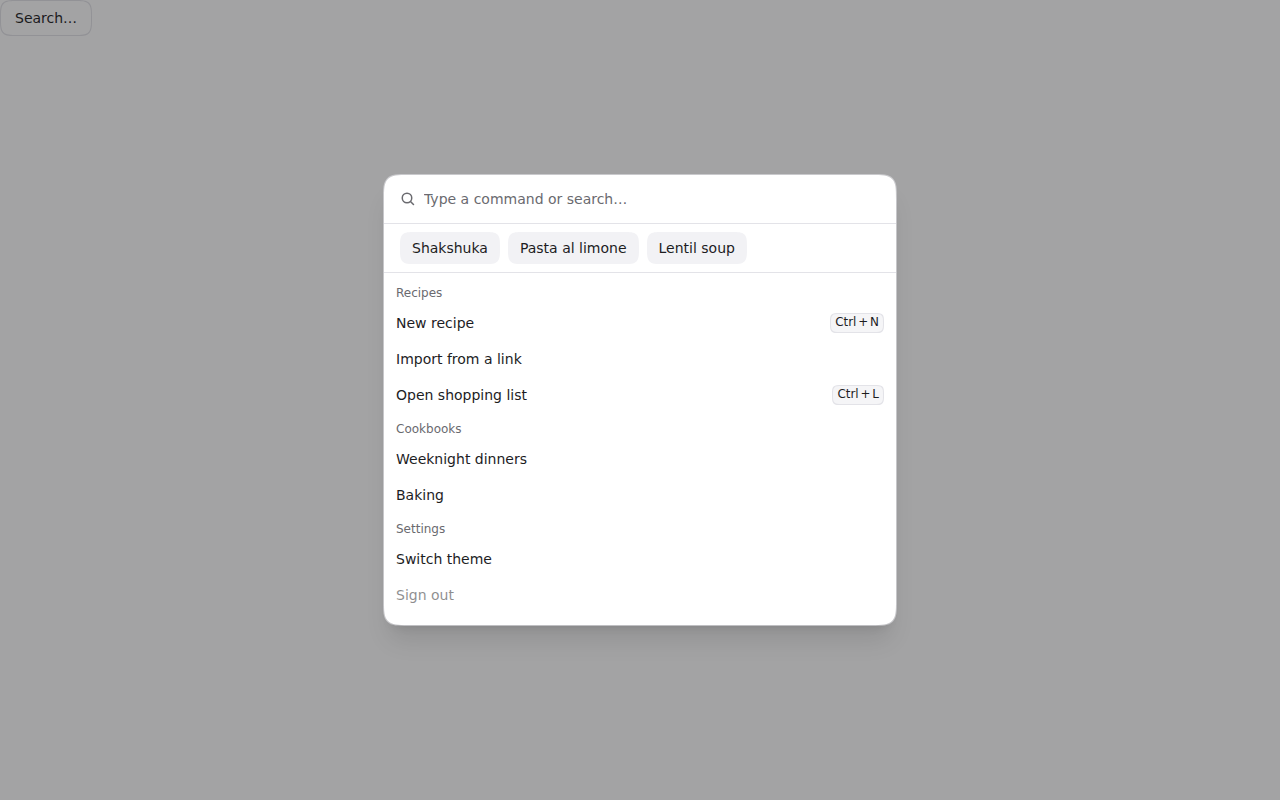 Search…
Type a command or search…
Shakshuka Pasta al limone Lentil soup
Recipes
New recipe Ctrl+N
Import from a link
Open shopping list Ctrl+L
Cookbooks
Weeknight dinners
Baking
Settings
Switch theme
Sign out